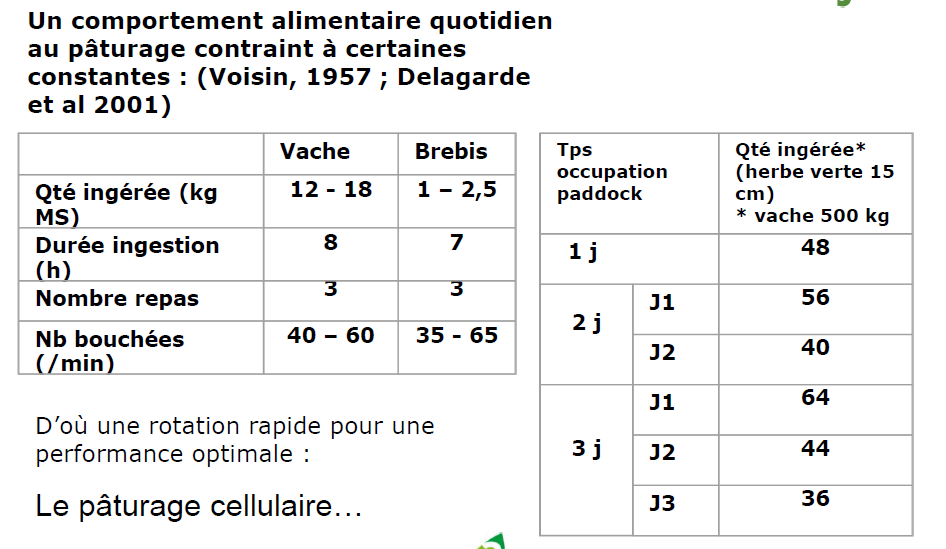 Un comportement alimentaire quotidien
au pâturage contraint à certaines
constantes : (Voisin, 1957 ; Delagarde
et al 2001)
Vache Brebis
Qté ingérée (kg MS) 12 - 18 1 – 2,5
Durée ingestion (h) 8 7
Nombre repas 3 3
Nb bouchées (/min) 40 – 60 35 - 65
D’où une rotation rapide pour une
performance optimale :
Le pâturage cellulaire…
Tps
occupation
paddock
Qté ingérée*
(herbe verte 15
cm)
* vache 500 kg
1 j 48
2 j
J1 56
J2 40
3 j
J1 64
J2 44
J3 36